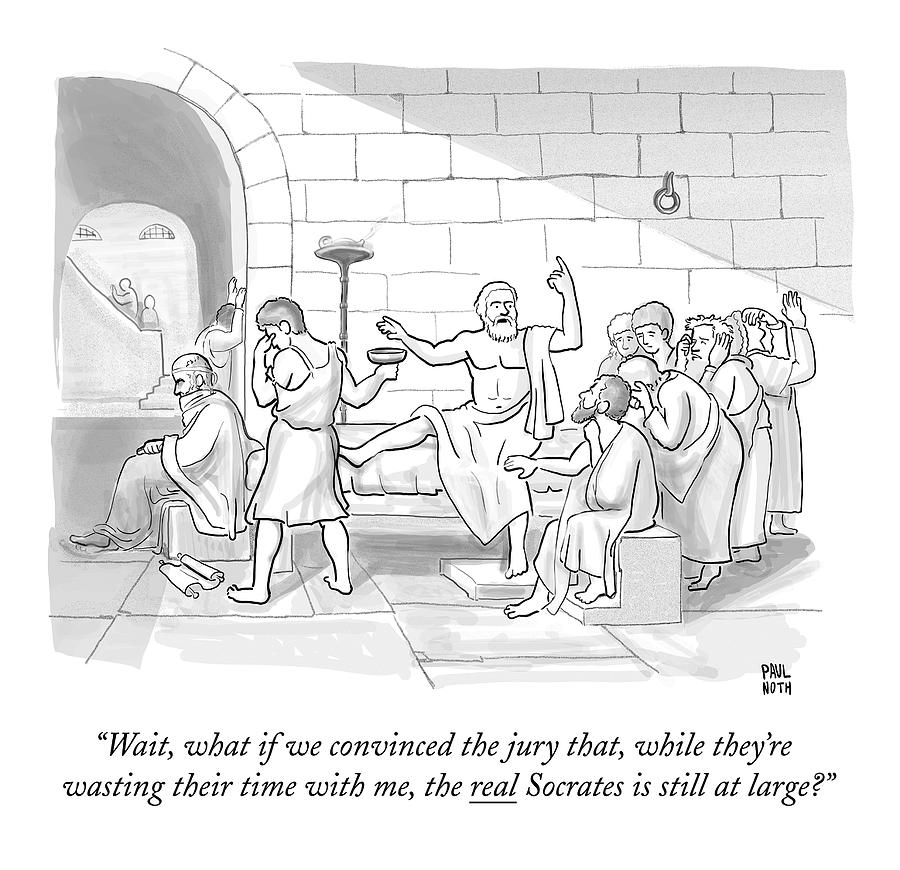 PAUL
NOTH
“Wait, what if we convinced the jury that, while they’re
wasting their time with me, the real Socrates is still at large?”